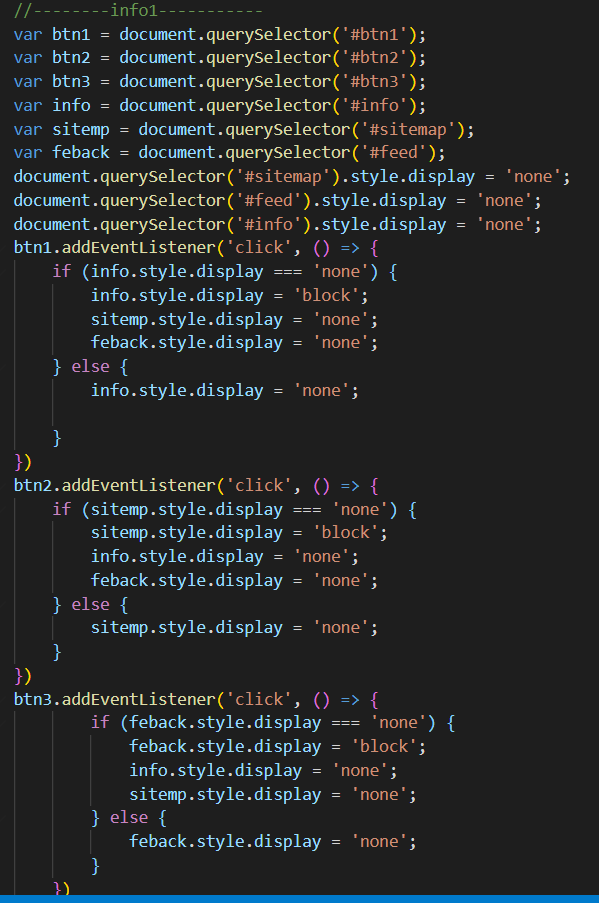 //--------info1-----------
var btn1 = document.querySelector('#btn1');
var btn2 = document.querySelector('#btn2');
var btn3 = document.querySelector('#btn3');
var info = document.querySelector('#info');
var sitemp = document.querySelector('#sitemap');
var feback = document.querySelector('#feed');
document.querySelector('#sitemap').style.display = 'none';
document.querySelector('#feed').style.display = 'none';
document.querySelector('#info').style.display = 'none';
btn1.addEventListener('click', () => {
    if (info.style.display === 'none') {
        info.style.display = 'block';
        sitemp.style.display = 'none';
        feback.style.display = 'none';
    } else {
        info.style.display = 'none';

    }
})
btn2.addEventListener('click', () => {
    if (sitemp.style.display === 'none') {
        sitemp.style.display = 'block';
        info.style.display = 'none';
        feback.style.display = 'none';
    } else {
        sitemp.style.display = 'none';
    }
})
btn3.addEventListener('click', () => {
        if (feback.style.display === 'none') {
            feback.style.display = 'block';
            info.style.display = 'none';
            sitemp.style.display = 'none';
        } else {
            feback.style.display = 'none';
        }
    })